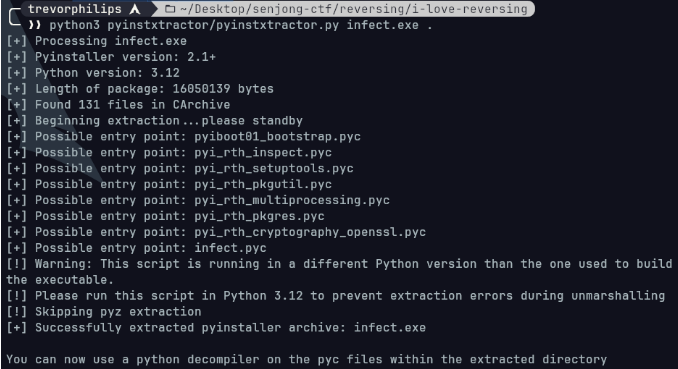 trevorphilips ~/Desktop/senjong-ctf/reversing/i-love-reversing
❯❯ python3 pyinstxtractor/pyinstxtractor.py infect.exe .
[+] Processing infect.exe
[+] Pyinstaller version: 2.1+
[+] Python version: 3.12
[+] Length of package: 16050139 bytes
[+] Found 131 files in CArchive
[+] Beginning extraction...please standby
[+] Possible entry point: pyiboot01_bootstrap.pyc
[+] Possible entry point: pyi_rth_inspect.pyc
[+] Possible entry point: pyi_rth_setuptools.pyc
[+] Possible entry point: pyi_rth_pkgutil.pyc
[+] Possible entry point: pyi_rth_multiprocessing.pyc
[+] Possible entry point: pyi_rth_pkgres.pyc
[+] Possible entry point: pyi_rth_cryptography_openssl.pyc
[+] Possible entry point: infect.pyc
[!] Warning: This script is running in a different Python version than the one used to build
the executable.
[!] Please run this script in Python 3.12 to prevent extraction errors during unmarshalling
[!] Skipping pyz extraction
[+] Successfully extracted pyinstaller archive: infect.exe

You can now use a python decompiler on the pyc files within the extracted directory